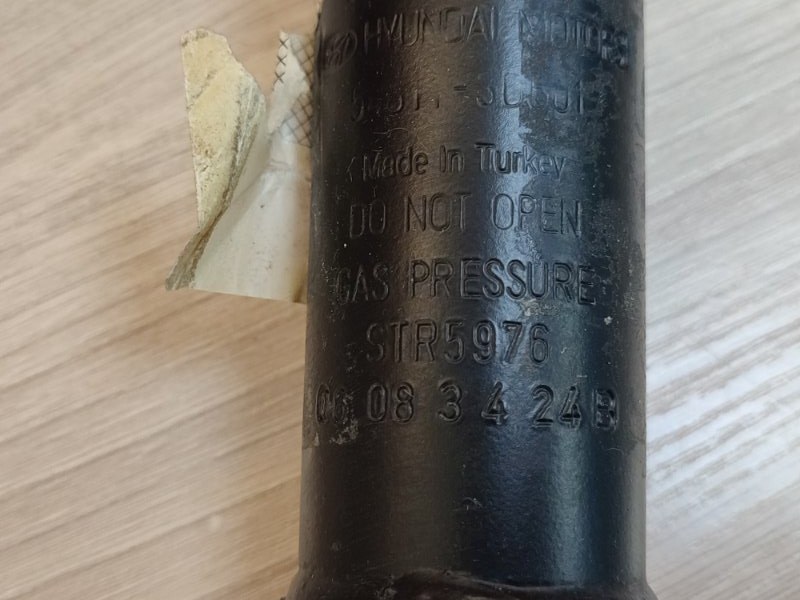 HYUNDAI MOTORS
Made In Turkey
DO NOT OPEN
GAS PRESSURE
STR5976
08 3 4 24